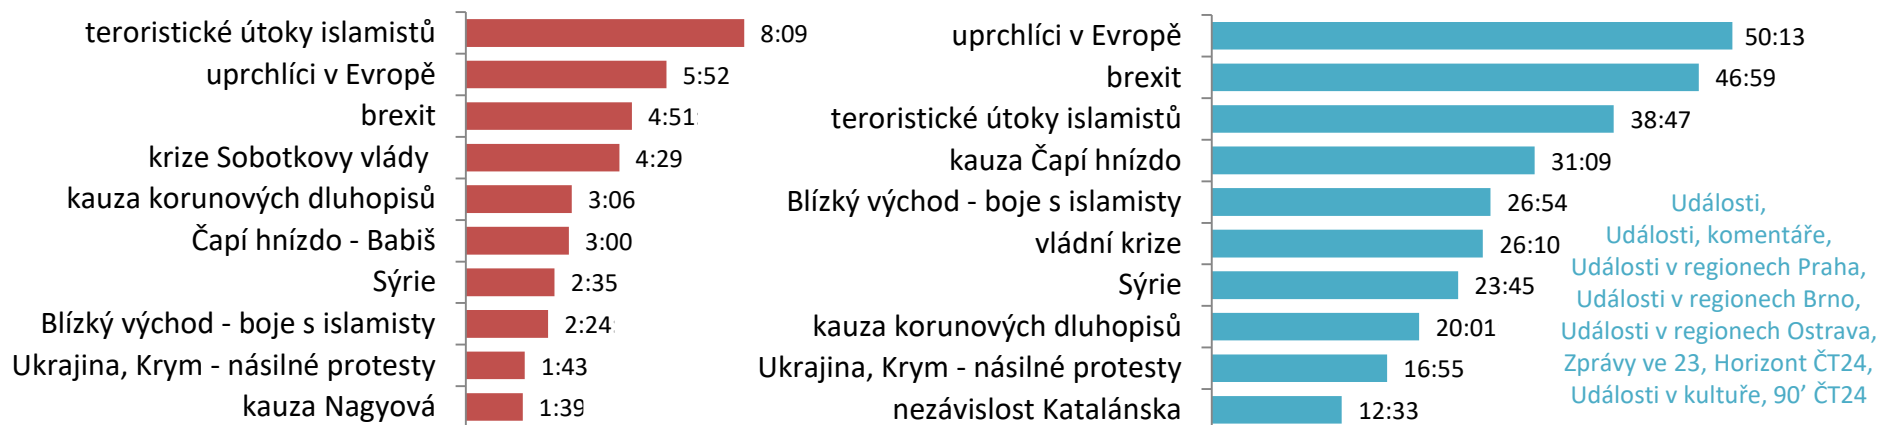 teroristické útoky islamistů 8:09
uprchlíci v Evropě 5:52
brexit 4:51
krize Sobotkovy vlády 4:29
kauza korunových dluhopisů 3:06
Čapí hnízdo - Babiš 3:00
Sýrie 2:35
Blízký východ - boje s islamisty 2:24
Ukrajina, Krym - násilné protesty 1:43
kauza Nagyová 1:39
uprchlíci v Evropě 50:13
brexit 46:59
teroristické útoky islamistů 38:47
kauza Čapí hnízdo 31:09
Blízký východ - boje s islamisty 26:54
vládní krize 26:10
Sýrie 23:45
kauza korunových dluhopisů 20:01
Ukrajina, Krym - násilné protesty 16:55
nezávislost Katalánska 12:33
Události,
Události, komentáře,
Události v regionech Praha,
Události v regionech Brno,
Události v regionech Ostrava,
Zprávy ve 23, Horizont ČT24,
Události v kultuře, 90’ ČT24